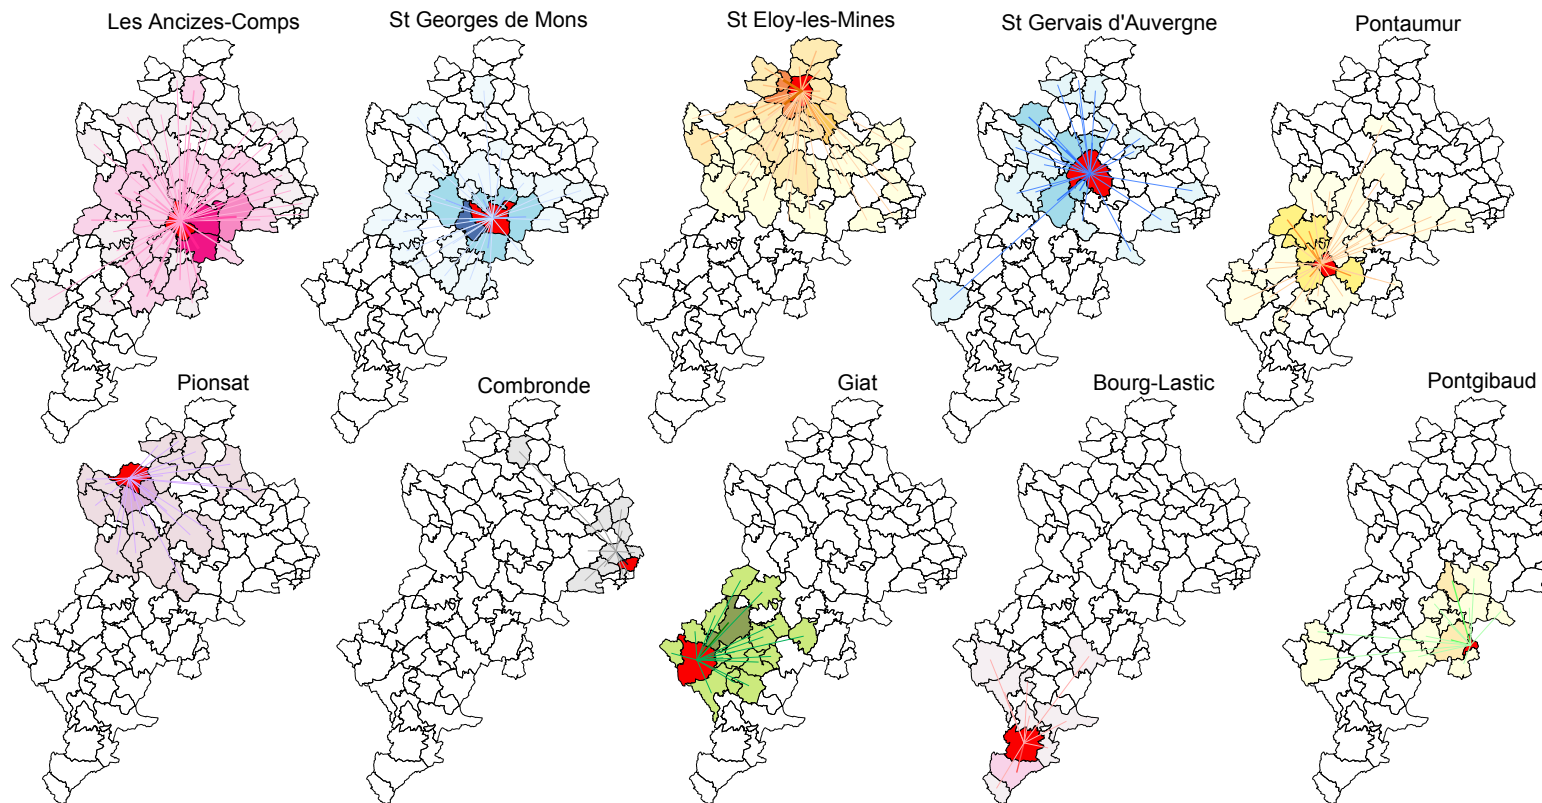 Les Ancizes-Comps
St Georges de Mons
St Eloy-les-Mines
St Gervais d'Auvergne
Pontaumur
Pionsat
Combronde
Giat
Bourg-Lastic
Pontgibaud